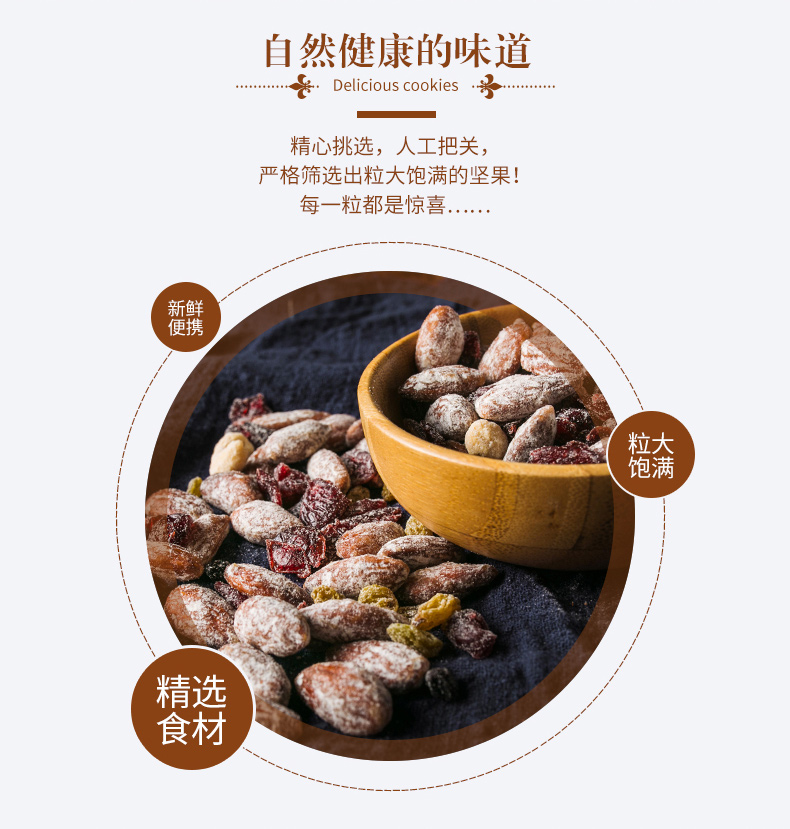 自然健康的味道
Delicious cookies
精心挑选，人工把关，
严格筛选出粒大饱满的坚果！
每一粒都是惊喜……
新鲜
便携
粒大
饱满
精选
食材